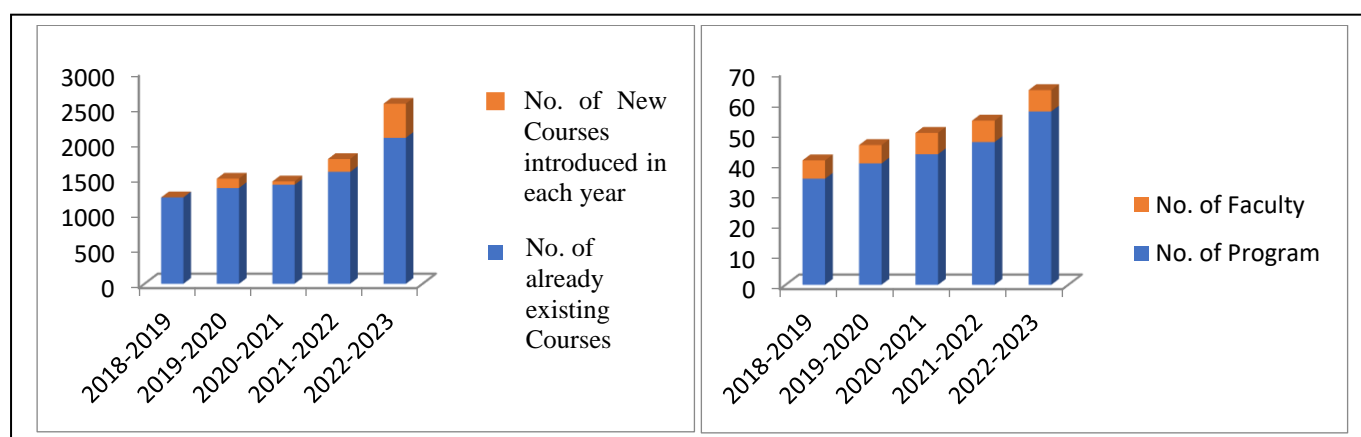 3000
2500
2000
1500
1000
500
0
2018-2019
2019-2020
2020-2021
2021-2022
2022-2023
No. of New
Courses
introduced in
each year
No. of
already
existing
Courses
70
60
50
40
30
20
10
0
2018-2019
2019-2020
2020-2021
2021-2022
2022-2023
No. of Faculty
No. of Program